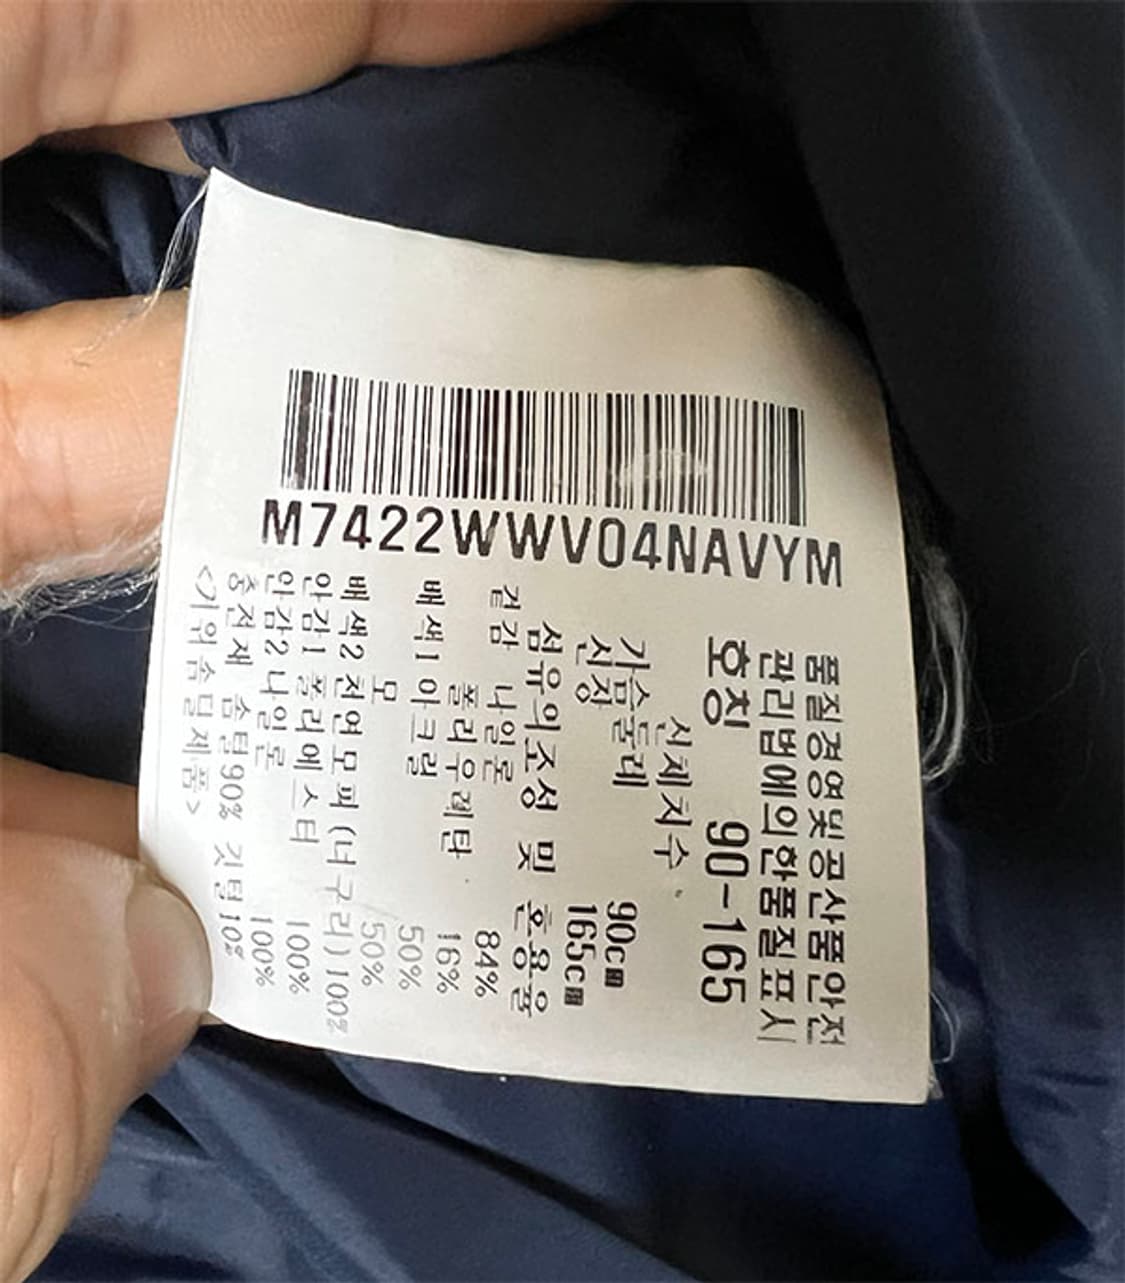 M7422WWV04NAVYM
품질경영및공산품안전
관리법에의한품질표시
호칭 90-165
신체치수
가슴둘레 90cm
신장 165cm
섬유의조성 및 혼용율
겉감 나일론 84%
폴리우레탄 16%
배색1 아크릴 50%
모 50%
배색2 천연모피(너구리)100%
안감1 폴리에스터 100%
안감2 나일론 100%
충전재 솜털90% 깃털10%
<거위솜털제품>